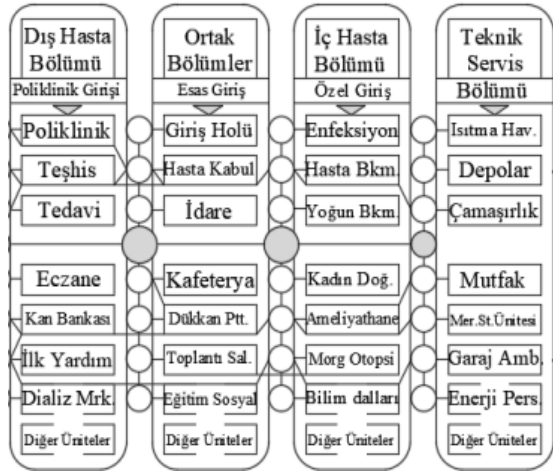 Dış Hasta
Bölümü
Poliklinik Girişi
Poliklinik
Teşhis
Tedavi
Eczane
Kan Bankası
İlk Yardım
Dializ Mrk.
Diğer Üniteler
Ortak
Bölümler
Esas Giriş
Giriş Holü
Hasta Kabul
İdare
Kafeterya
Dükkan Ptt.
Toplantı Sal.
Eğitim Sosyal
Diğer Üniteler
İç Hasta
Bölümü
Özel Giriş
Enfeksiyon
Hasta Bkm.
Yoğun Bkm.
Kadın Doğ.
Ameliyathane
Morg Otopsi
Bilim dalları
Diğer Üniteler
Teknik
Servis
Bölümü
Isıtma Hav.
Depolar
Çamaşırlık
Mutfak
Mer.St.Ünitesi
Garaj Amb.
Enerji Pers.
Diğer Üniteler